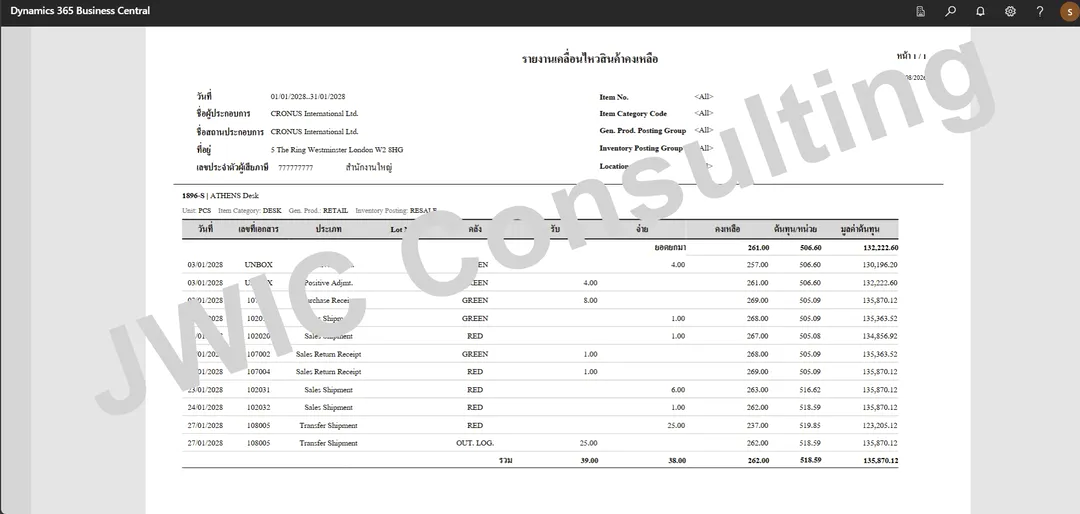 Dynamics 365 Business Central
S
รายงานเคลื่อนไหวสินค้าคงเหลือ
หน้า 1 / 1
08/2026
วันที่ 01/01/2028..31/01/2028 Item No. <All>
ชื่อผู้ประกอบการ CRONUS International Ltd. Item Category Code <All>
ชื่อสถานประกอบการ CRONUS International Ltd. Gen. Prod. Posting Group <All>
ที่อยู่ 5 The Ring Westminster London W2 8HG Inventory Posting Group <All>
เลขประจำตัวผู้เสียภาษี 777777777 สำนักงานใหญ่ Location
1896-S | ATHENS Desk
Unit: PCS Item Category: DESK Gen. Prod.: RETAIL Inventory Posting: RESALE
วันที่ เลขที่เอกสาร ประเภท Lot คลัง รับ จ่าย คงเหลือ ต้นทุน/หน่วย มูลค่าต้นทุน
ยอดยกมา 261.00 506.60 132,222.60
03/01/2028 UNBOX 4.00 257.00 506.60 130,196.20
03/01/2028 Positive Adjmt. 4.00 261.00 506.60 132,222.60
GREEN 8.00 269.00 505.09 135,870.12
GREEN 1.00 268.00 505.09 135,363.52
102020 Sales Shipment RED 1.00 267.00 505.08 134,856.92
107002 Sales Return Receipt GREEN 1.00 268.00 505.09 135,363.52
107004 Sales Return Receipt RED 1.00 269.00 505.09 135,870.12
23/01/2028 102031 Sales Shipment RED 6.00 263.00 516.62 135,870.12
24/01/2028 102032 Sales Shipment RED 1.00 262.00 518.59 135,870.12
27/01/2028 108005 Transfer Shipment RED 25.00 237.00 519.85 123,205.12
27/01/2028 108005 Transfer Shipment OUT. LOG. 25.00 262.00 518.59 135,870.12
รวม 39.00 38.00 262.00 518.59 135,870.12
JWIC Consulting